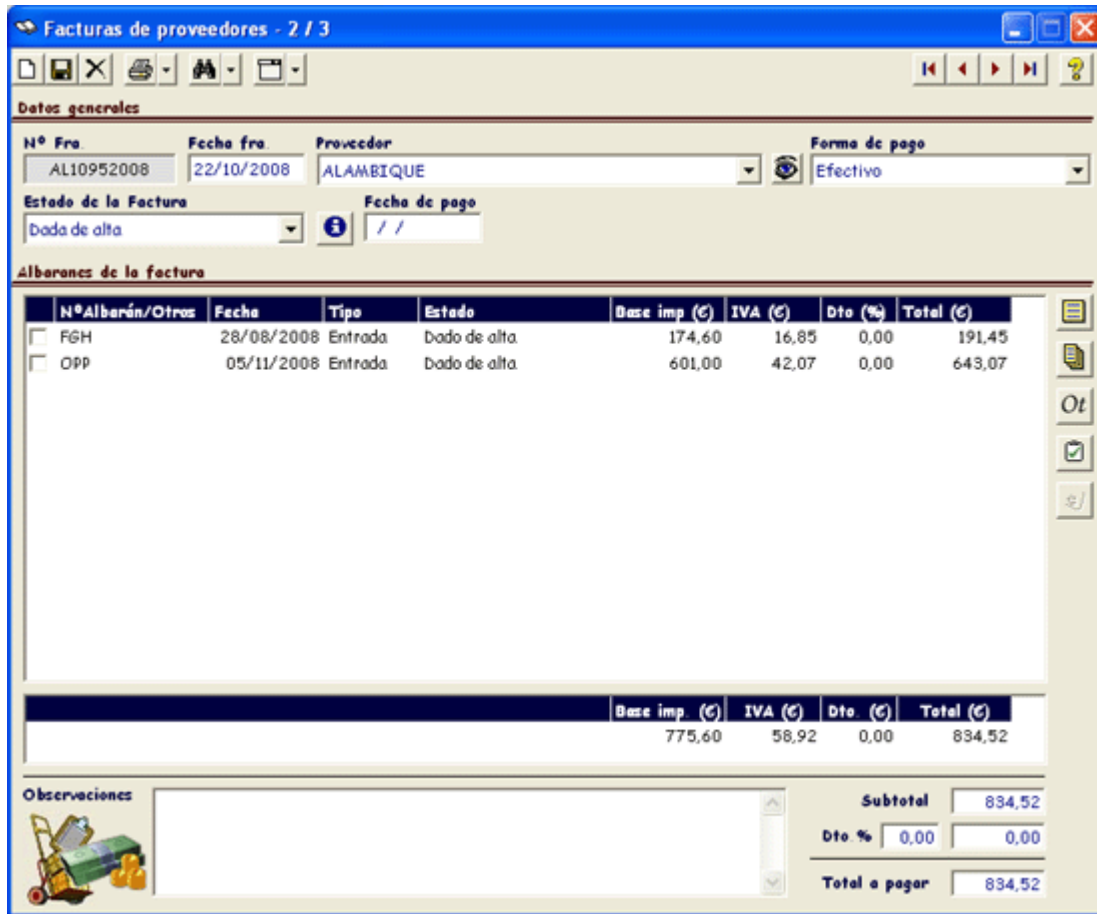 Facturas de proveedores - 2 / 3
Datos generales
Nº Fra. Fecha fra. Proveedor Forma de pago
AL10952008 22/10/2008 ALAMBIQUE Efectivo
Estado de la Factura Fecha de pago
Dada de alta / /
Albaranes de la factura
NºAlbarán/Otros Fecha Tipo Estado Base imp (€) IVA (€) Dto (%) Total (€)
FGH 28/08/2008 Entrada Dado de alta 174,60 16,85 0,00 191,45
OPP 05/11/2008 Entrada Dado de alta 601,00 42,07 0,00 643,07
Ot
Base imp. (€) IVA (€) Dto. (€) Total (€)
775,60 58,92 0,00 834,52
Observaciones
Subtotal 834,52
Dto.% 0,00 0,00
Total a pagar 834,52